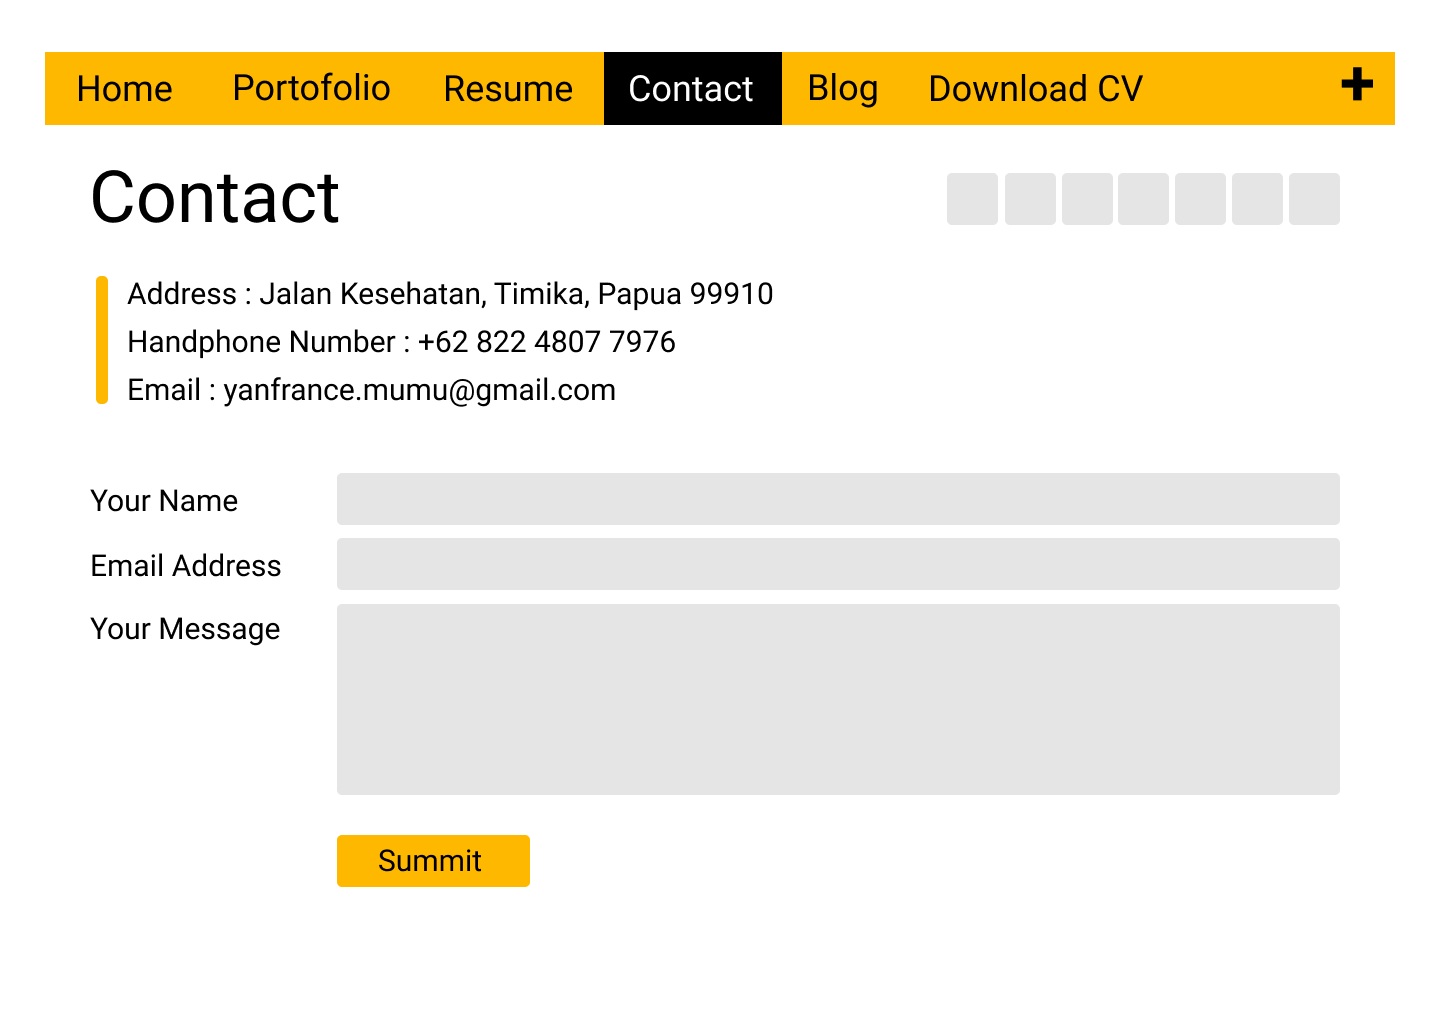 Home Portofolio Resume Contact Blog Download CV +
Contact
Address : Jalan Kesehatan, Timika, Papua 99910
Handphone Number : +62 822 4807 7976
Email : yanfrance.mumu@gmail.com
Your Name
Email Address
Your Message
Summit